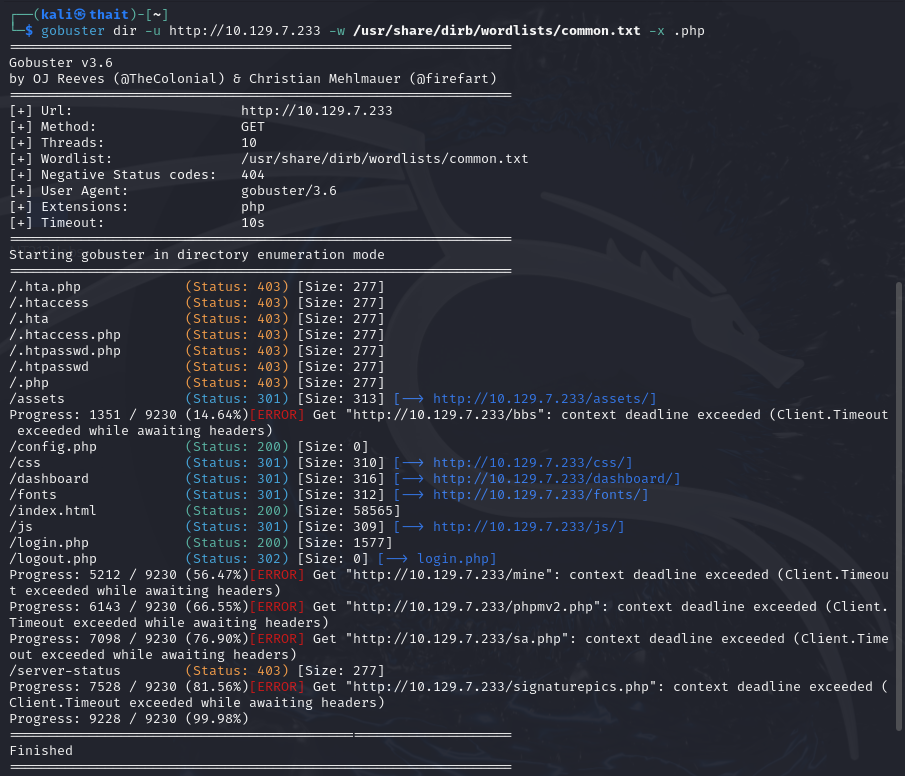 ┌──(kali㉿thait)-[~]
└─$ gobuster dir -u http://10.129.7.233 -w /usr/share/dirb/wordlists/common.txt -x .php
===============================================================
Gobuster v3.6
by OJ Reeves (@TheColonial) & Christian Mehlmauer (@firefart)
===============================================================
[+] Url:                     http://10.129.7.233
[+] Method:                  GET
[+] Threads:                 10
[+] Wordlist:                /usr/share/dirb/wordlists/common.txt
[+] Negative Status codes:   404
[+] User Agent:              gobuster/3.6
[+] Extensions:              php
[+] Timeout:                 10s
===============================================================
Starting gobuster in directory enumeration mode
===============================================================
/.hta.php             (Status: 403) [Size: 277]
/.htaccess            (Status: 403) [Size: 277]
/.hta                 (Status: 403) [Size: 277]
/.htaccess.php        (Status: 403) [Size: 277]
/.htpasswd.php        (Status: 403) [Size: 277]
/.htpasswd            (Status: 403) [Size: 277]
/.php                 (Status: 403) [Size: 277]
/assets               (Status: 301) [Size: 313] [--> http://10.129.7.233/assets/]
Progress: 1351 / 9230 (14.64%)[ERROR] Get "http://10.129.7.233/bbs": context deadline exceeded (Client.Timeout
 exceeded while awaiting headers)
/config.php           (Status: 200) [Size: 0]
/css                  (Status: 301) [Size: 310] [--> http://10.129.7.233/css/]
/dashboard            (Status: 301) [Size: 316] [--> http://10.129.7.233/dashboard/]
/fonts                (Status: 301) [Size: 312] [--> http://10.129.7.233/fonts/]
/index.html           (Status: 200) [Size: 58565]
/js                   (Status: 301) [Size: 309] [--> http://10.129.7.233/js/]
/login.php            (Status: 200) [Size: 1577]
/logout.php           (Status: 302) [Size: 0] [--> login.php]
Progress: 5212 / 9230 (56.47%)[ERROR] Get "http://10.129.7.233/mine": context deadline exceeded (Client.Timeou
t exceeded while awaiting headers)
Progress: 6143 / 9230 (66.55%)[ERROR] Get "http://10.129.7.233/phpmv2.php": context deadline exceeded (Client.
Timeout exceeded while awaiting headers)
Progress: 7098 / 9230 (76.90%)[ERROR] Get "http://10.129.7.233/sa.php": context deadline exceeded (Client.Time
out exceeded while awaiting headers)
/server-status        (Status: 403) [Size: 277]
Progress: 7528 / 9230 (81.56%)[ERROR] Get "http://10.129.7.233/signaturepics.php": context deadline exceeded (
Client.Timeout exceeded while awaiting headers)
Progress: 9228 / 9230 (99.98%)
===============================================================
Finished
===============================================================